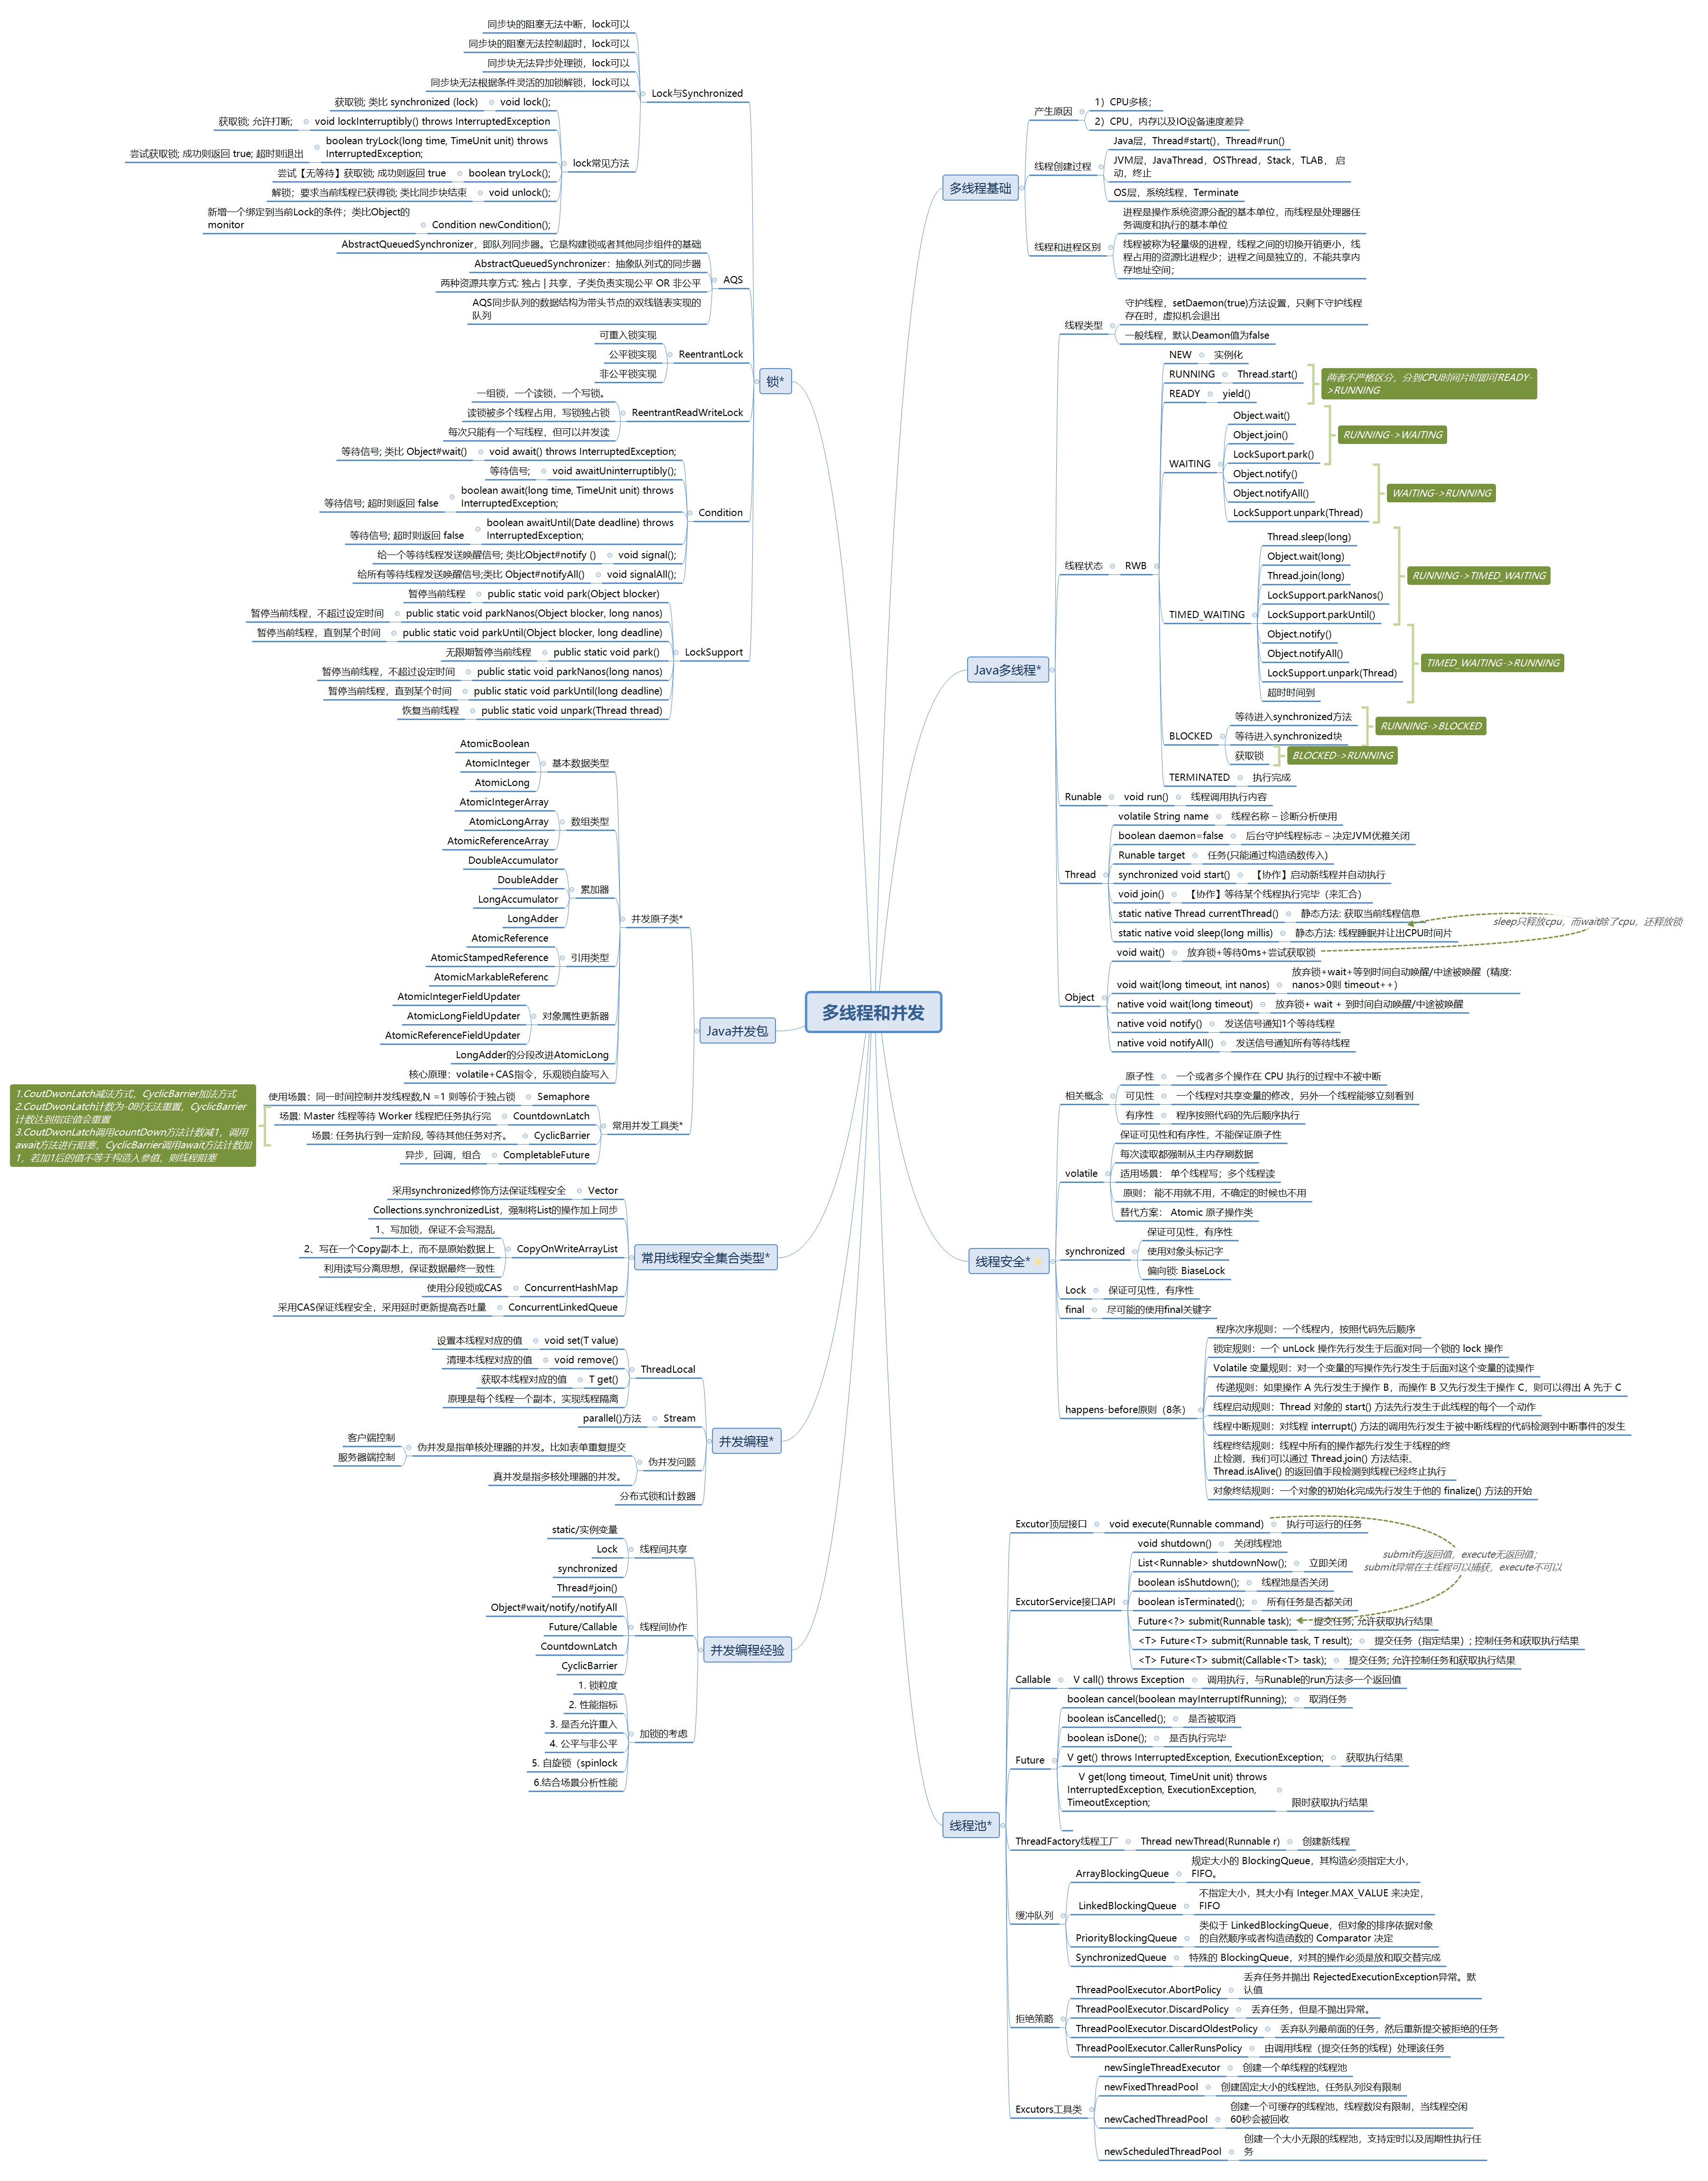 多线程和并发
多线程基础
产生原因
1）CPU多核；
2）CPU，内存以及IO设备速度差异
线程创建过程
Java层，Thread#start()，Thread#run()
JVM层，JavaThread，OSThread，Stack，TLAB， 启
动，终止
OS层，系统线程，Terminate
线程和进程区别
进程是操作系统资源分配的基本单位，而线程是处理器任
务调度和执行的基本单位
线程被称为轻量级的进程，线程之间的切换开销更小，线
程占用的资源比进程少；进程之间是独立的，不能共享内
存地址空间；
Java多线程*
线程类型
守护线程，setDaemon(true)方法设置，只剩下守护线程
存在时，虚拟机会退出
一般线程，默认Deamon值为false
线程状态
RWB
NEW
实例化
RUNNING
Thread.start()
READY
yield()
两者不严格区分，分到CPU时间片时即可READY-
>RUNNING
WAITING
Object.wait()
Object.join()
LockSuport.park()
RUNNING->WAITING
Object.notify()
Object.notifyAll()
LockSupport.unpark(Thread)
WAITING->RUNNING
TIMED_WAITING
Thread.sleep(long)
Object.wait(long)
Thread.join(long)
LockSupport.parkNanos()
LockSupport.parkUntil()
RUNNING->TIMED_WAITING
Object.notify()
Object.notifyAll()
LockSupport.unpark(Thread)
超时时间到
TIMED_WAITING->RUNNING
BLOCKED
等待进入synchronized方法
等待进入synchronized块
RUNNING->BLOCKED
获取锁
BLOCKED->RUNNING
TERMINATED
执行完成
Runable
void run()
线程调用执行内容
Thread
volatile String name
线程名称 – 诊断分析使用
boolean daemon=false
后台守护线程标志 – 决定JVM优雅关闭
Runable target
任务(只能通过构造函数传入)
synchronized void start()
【协作】启动新线程并自动执行
void join()
【协作】等待某个线程执行完毕（来汇合）
static native Thread currentThread()
静态方法: 获取当前线程信息
static native void sleep(long millis)
静态方法: 线程睡眠并让出CPU时间片
sleep只释放cpu，而wait除了cpu，还释放锁
Object
void wait()
放弃锁+等待0ms+尝试获取锁
void wait(long timeout, int nanos)
放弃锁+wait+等到时间自动唤醒/中途被唤醒（精度:
nanos>0则 timeout++）
native void wait(long timeout)
放弃锁+ wait + 到时间自动唤醒/中途被唤醒
native void notify()
发送信号通知1个等待线程
native void notifyAll()
发送信号通知所有等待线程
线程安全*
相关概念
原子性
一个或者多个操作在 CPU 执行的过程中不被中断
可见性
一个线程对共享变量的修改，另外一个线程能够立刻看到
有序性
程序按照代码的先后顺序执行
volatile
保证可见性和有序性，不能保证原子性
每次读取都强制从主内存刷数据
适用场景： 单个线程写；多个线程读
原则： 能不用就不用，不确定的时候也不用
替代方案： Atomic 原子操作类
synchronized
保证可见性，有序性
使用对象头标记字
偏向锁: BiaseLock
Lock
保证可见性，有序性
final
尽可能的使用final关键字
happens-before原则（8条）
程序次序规则：一个线程内，按照代码先后顺序
锁定规则：一个 unLock 操作先行发生于后面对同一个锁的 lock 操作
Volatile 变量规则：对一个变量的写操作先行发生于后面对这个变量的读操作
传递规则：如果操作 A 先行发生于操作 B，而操作 B 又先行发生于操作 C，则可以得出 A 先于 C
线程启动规则：Thread 对象的 start() 方法先行发生于此线程的每个一个动作
线程中断规则：对线程 interrupt() 方法的调用先行发生于被中断线程的代码检测到中断事件的发生
线程终结规则：线程中所有的操作都先行发生于线程的终
止检测，我们可以通过 Thread.join() 方法结束、
Thread.isAlive() 的返回值手段检测到线程已经终止执行
对象终结规则：一个对象的初始化完成先行发生于他的 finalize() 方法的开始
线程池*
Excutor顶层接口
void execute(Runnable command)
执行可运行的任务
submit有返回值，execute无返回值；
submit异常在主线程可以捕获，execute不可以
ExcutorService接口API
void shutdown()
关闭线程池
List<Runnable> shutdownNow();
立即关闭
boolean isShutdown();
线程池是否关闭
boolean isTerminated();
所有任务是否都关闭
Future<?> submit(Runnable task);
提交任务; 允许获取执行结果
<T> Future<T> submit(Runnable task, T result);
提交任务（指定结果）; 控制任务和获取执行结果
<T> Future<T> submit(Callable<T> task);
提交任务; 允许控制任务和获取执行结果
Callable
V call() throws Exception
调用执行，与Runable的run方法多一个返回值
Future
boolean cancel(boolean mayInterruptIfRunning);
取消任务
boolean isCancelled();
是否被取消
boolean isDone();
是否执行完毕
V get() throws InterruptedException, ExecutionException;
获取执行结果
V get(long timeout, TimeUnit unit) throws
InterruptedException, ExecutionException,
TimeoutException;
限时获取执行结果
ThreadFactory线程工厂
Thread newThread(Runnable r)
创建新线程
缓冲队列
ArrayBlockingQueue
规定大小的 BlockingQueue，其构造必须指定大小，
FIFO。
LinkedBlockingQueue
不指定大小，其大小有 Integer.MAX_VALUE 来决定，
FIFO
PriorityBlockingQueue
类似于 LinkedBlockingQueue，但对象的排序依据对象
的自然顺序或者构造函数的 Comparator 决定
SynchronizedQueue
特殊的 BlockingQueue，对其的操作必须是放和取交替完成
拒绝策略
ThreadPoolExecutor.AbortPolicy
丢弃任务并抛出 RejectedExecutionException异常。默
认值
ThreadPoolExecutor.DiscardPolicy
丢弃任务，但是不抛出异常。
ThreadPoolExecutor.DiscardOldestPolicy
丢弃队列最前面的任务，然后重新提交被拒绝的任务
ThreadPoolExecutor.CallerRunsPolicy
由调用线程（提交任务的线程）处理该任务
Excutors工具类
newSingleThreadExecutor
创建一个单线程的线程池
newFixedThreadPool
创建固定大小的线程池，任务队列没有限制
newCachedThreadPool
创建一个可缓存的线程池，线程数没有限制，当线程空闲
60秒会被回收
newScheduledThreadPool
创建一个大小无限的线程池，支持定时以及周期性执行任
务
锁*
Lock与Synchronized
同步块的阻塞无法中断，lock可以
同步块的阻塞无法控制超时，lock可以
同步块无法异步处理锁，lock可以
同步块无法根据条件灵活的加锁解锁，lock可以
lock常见方法
void lock();
获取锁; 类比 synchronized (lock)
void lockInterruptibly() throws InterruptedException
获取锁; 允许打断;
boolean tryLock(long time, TimeUnit unit) throws
InterruptedException;
尝试获取锁; 成功则返回 true; 超时则退出
boolean tryLock();
尝试【无等待】获取锁; 成功则返回 true
void unlock();
解锁；要求当前线程已获得锁; 类比同步块结束
Condition newCondition();
新增一个绑定到当前Lock的条件；类比Object的
monitor
AQS
AbstractQueuedSynchronizer，即队列同步器。它是构建锁或者其他同步组件的基础
AbstractQueuedSynchronizer：抽象队列式的同步器
两种资源共享方式: 独占 | 共享，子类负责实现公平 OR 非公平
AQS同步队列的数据结构为带头节点的双线链表实现的
队列
ReentrantLock
可重入锁实现
公平锁实现
非公平锁实现
ReentrantReadWriteLock
一组锁，一个读锁，一个写锁。
读锁被多个线程占用，写锁独占锁
每次只能有一个写线程，但可以并发读
Condition
void await() throws InterruptedException;
等待信号; 类比 Object#wait()
void awaitUninterruptibly();
等待信号;
boolean await(long time, TimeUnit unit) throws
InterruptedException;
等待信号; 超时则返回 false
boolean awaitUntil(Date deadline) throws
InterruptedException;
等待信号; 超时则返回 false
void signal();
给一个等待线程发送唤醒信号; 类比Object#notify ()
void signalAll();
给所有等待线程发送唤醒信号;类比 Object#notifyAll()
LockSupport
public static void park(Object blocker)
暂停当前线程
public static void parkNanos(Object blocker, long nanos)
暂停当前线程，不超过设定时间
public static void parkUntil(Object blocker, long deadline)
暂停当前线程，直到某个时间
public static void park()
无限期暂停当前线程
public static void parkNanos(long nanos)
暂停当前线程，不超过设定时间
public static void parkUntil(long deadline)
暂停当前线程，直到某个时间
public static void unpark(Thread thread)
恢复当前线程
Java并发包
并发原子类*
基本数据类型
AtomicBoolean
AtomicInteger
AtomicLong
数组类型
AtomicIntegerArray
AtomicLongArray
AtomicReferenceArray
累加器
DoubleAccumulator
DoubleAdder
LongAccumulator
LongAdder
引用类型
AtomicReference
AtomicStampedReference
AtomicMarkableReferenc
对象属性更新器
AtomicIntegerFieldUpdater
AtomicLongFieldUpdater
AtomicReferenceFieldUpdater
LongAdder的分段改进AtomicLong
核心原理：volatile+CAS指令，乐观锁自旋写入
常用并发工具类*
Semaphore
使用场景：同一时间控制并发线程数,N =1 则等价于独占锁
CountdownLatch
场景: Master 线程等待 Worker 线程把任务执行完
CyclicBarrier
场景: 任务执行到一定阶段, 等待其他任务对齐。
CompletableFuture
异步，回调，组合
1.CoutDwonLatch减法方式，CyclicBarrier加法方式
2.CoutDwonLatch计数为-0时无法重置，CyclicBarrier
计数达到指定值会重置
3.CoutDwonLatch调用countDown方法计数减1，调用
await方法进行阻塞，CyclicBarrier调用await方法计数加
1，若加1后的值不等于构造入参值，则线程阻塞
常用线程安全集合类型*
Vector
采用synchronized修饰方法保证线程安全
Collections.synchronizedList，强制将List的操作加上同步
CopyOnWriteArrayList
1、写加锁，保证不会写混乱
2、写在一个Copy副本上，而不是原始数据上
利用读写分离思想，保证数据最终一致性
ConcurrentHashMap
使用分段锁或CAS
ConcurrentLinkedQueue
采用CAS保证线程安全，采用延时更新提高吞吐量
并发编程*
ThreadLocal
void set(T value)
设置本线程对应的值
void remove()
清理本线程对应的值
T get()
获取本线程对应的值
原理是每个线程一个副本，实现线程隔离
Stream
parallel()方法
伪并发问题
伪并发是指单核处理器的并发。比如表单重复提交
客户端控制
服务器端控制
真并发是指多核处理器的并发。
分布式锁和计数器
并发编程经验
线程间共享
static/实例变量
Lock
synchronized
线程间协作
Thread#join()
Object#wait/notify/notifyAll
Future/Callable
CountdownLatch
CyclicBarrier
加锁的考虑
1. 锁粒度
2. 性能指标
3. 是否允许重入
4. 公平与非公平
5. 自旋锁（spinlock
6.结合场景分析性能